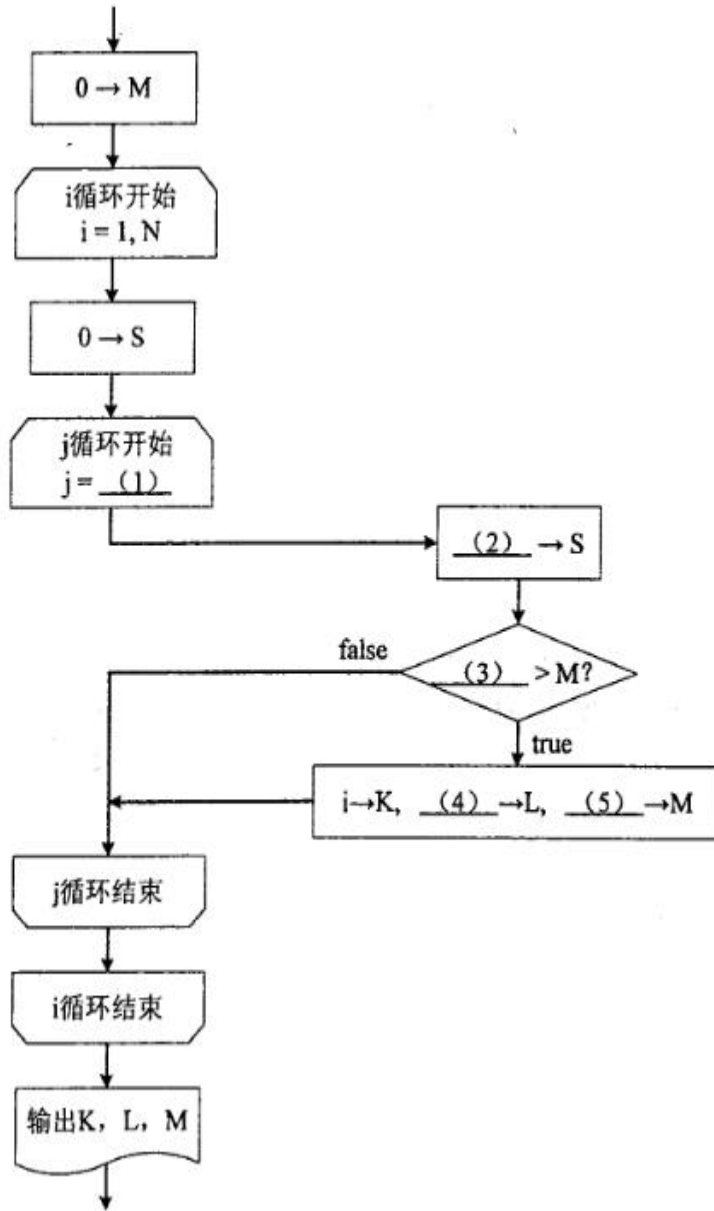 0 → M
i循环开始
i = 1, N
0 → S
j循环开始
j = （1）
（2） → S
false
（3） > M?
true
i→K, （4）→L, （5）→M
j循环结束
i循环结束
输出K，L，M